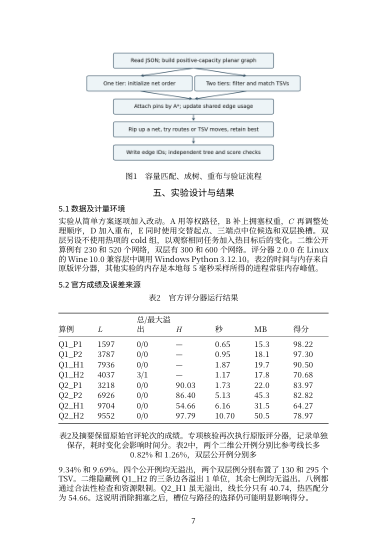 Read JSON; build positive-capacity planar graph
One tier: initialize net order
Two tiers: filter and match TSVs
Attach pins by A*; update shared edge usage
Rip up a net, try routes or TSV moves, retain best
Write edge IDs; independent tree and score checks
图1 容量匹配、成树、重布与验证流程
五、实验设计与结果
5.1 数据及计量环境
实验从简单方案逐项加入改动。A 用等权路径，B 补上拥塞权重，C 再调整处
理顺序，D 加入重布，E 同时使用交替起点、三端点中位候选和双层换槽。双
层另设不使用热项的 cold 组，以观察相同任务加入热目标后的变化。二维公开
算例有 230 和 520 个网络，双层有 300 和 600 个网络。评分器 2.0.0 在 Linux
的 Wine 10.0 兼容层中调用 Windows Python 3.12.10。表2的时间与内存来自
原版评分器，其他实验的内存是本地每 5 毫秒采样所得的进程常驻内存峰值。
5.2 官方成绩及误差来源
表2 官方评分器运行结果
总/最大溢
算例 L 出 H 秒 MB 得分
Q1_P1 1597 0/0 — 0.65 15.3 98.22
Q1_P2 3787 0/0 — 0.95 18.1 97.30
Q1_H1 7936 0/0 — 1.87 19.7 90.50
Q1_H2 4037 3/1 — 1.17 17.8 70.68
Q2_P1 3218 0/0 90.03 1.73 22.0 83.97
Q2_P2 6926 0/0 86.40 5.13 45.3 82.82
Q2_H1 9704 0/0 54.66 6.16 31.5 64.27
Q2_H2 9552 0/0 97.79 10.70 50.5 78.97
表2及摘要保留原始官评轮次的成绩。专项核验再次执行原版评分器，记录单独
保存，耗时变化会影响时间分。表2中，两个二维公开例分别比参考线长多
0.82% 和 1.26%，双层公开例分别多
9.34% 和 9.69%。四个公开例均无溢出，两个双层例分别布置了 130 和 295 个
TSV。二维隐藏例 Q1_H2 的三条边各溢出 1 单位，其余七例均无溢出。八例都
通过合法性检查和资源限制。Q2_H1 虽无溢出，线长分只有 40.74，热匹配分
为 54.66。这说明消除拥塞之后，槽位与路径的选择仍可能明显影响得分。
7